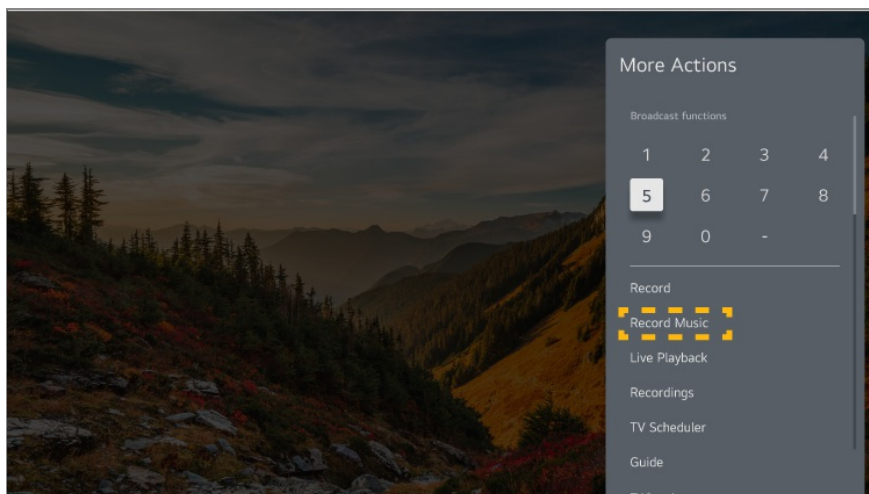 More Actions
Broadcast functions
1 2 3 4
5 6 7 8
9 0 -
Record
Record Music
Live Playback
Recordings
TV Scheduler
Guide